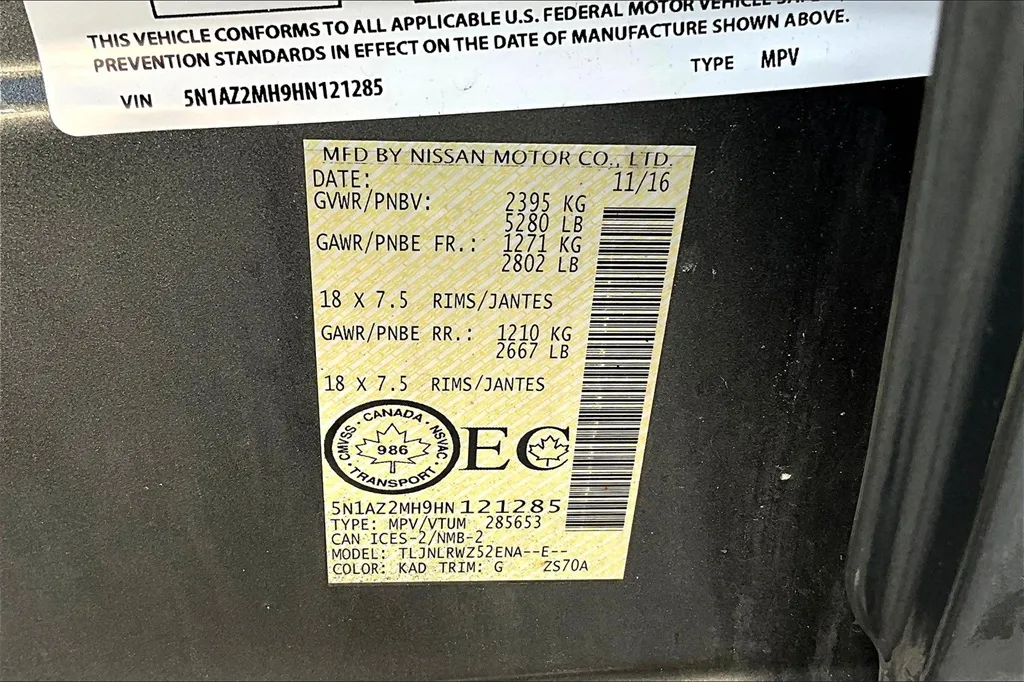 THIS VEHICLE CONFORMS TO ALL APPLICABLE U.S. FEDERAL MOTOR VEHICLE
PREVENTION STANDARDS IN EFFECT ON THE DATE OF MANUFACTURE SHOWN ABOVE.
VIN 5N1AZ2MH9HN121285 TYPE MPV
MFD BY NISSAN MOTOR CO., LTD.
DATE: 11/16
GVWR/PNBV: 2395 KG
5280 LB
GAWR/PNBE FR.: 1271 KG
2802 LB
18 X 7.5 RIMS/JANTES
GAWR/PNBE RR.: 1210 KG
2667 LB
18 X 7.5 RIMS/JANTES
CANADA · NSVAC · TRANSPORT · CMVSS ·
986
EC
5N1AZ2MH9HN121285
TYPE: MPV/VTUM 285653
CAN ICES-2/NMB-2
MODEL: TLJNLRWZ52ENA--E--
COLOR: KAD TRIM: G ZS70A